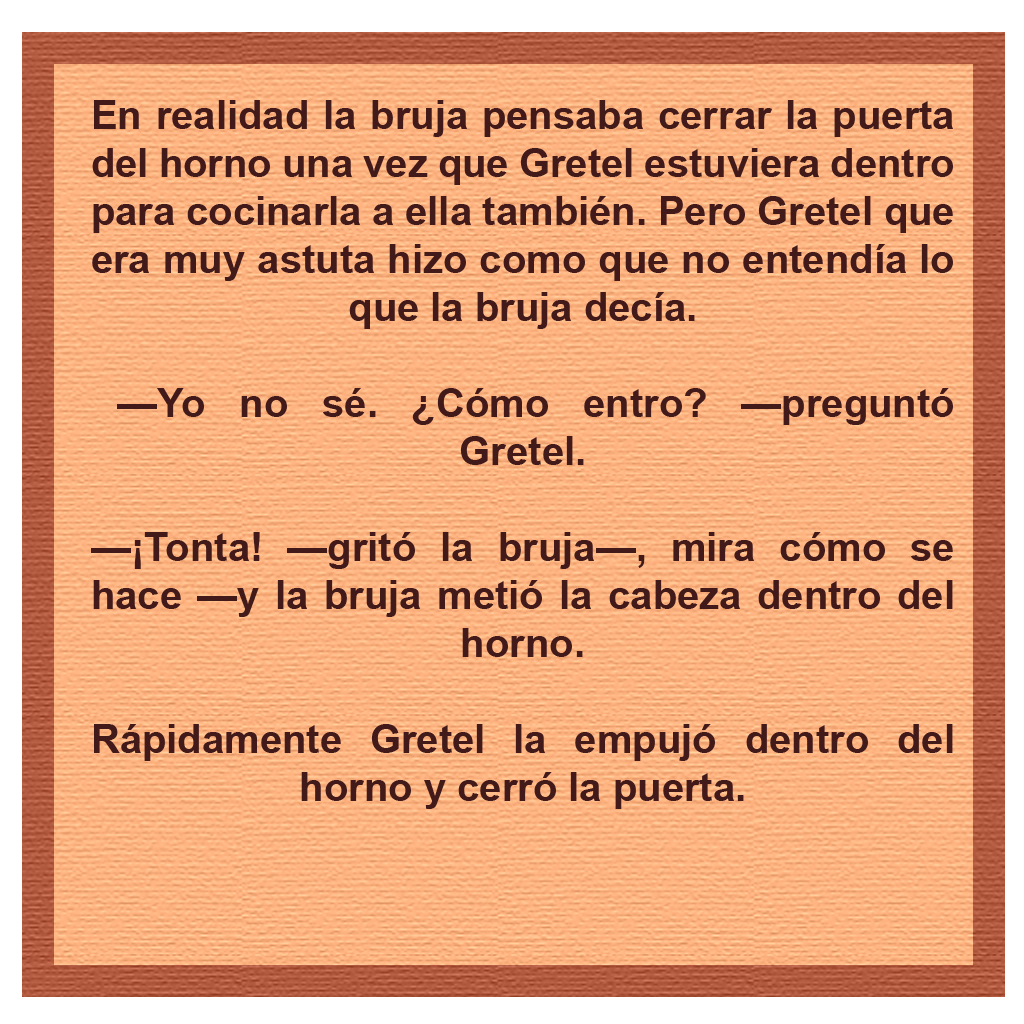 En realidad la bruja pensaba cerrar la puerta
del horno una vez que Gretel estuviera dentro
para cocinarla a ella también. Pero Gretel que
era muy astuta hizo como que no entendía lo
que la bruja decía.
—Yo no sé. ¿Cómo entro? —preguntó
Gretel.
—¡Tonta! —gritó la bruja—, mira cómo se
hace —y la bruja metió la cabeza dentro del
horno.
Rápidamente Gretel la empujó dentro del
horno y cerró la puerta.